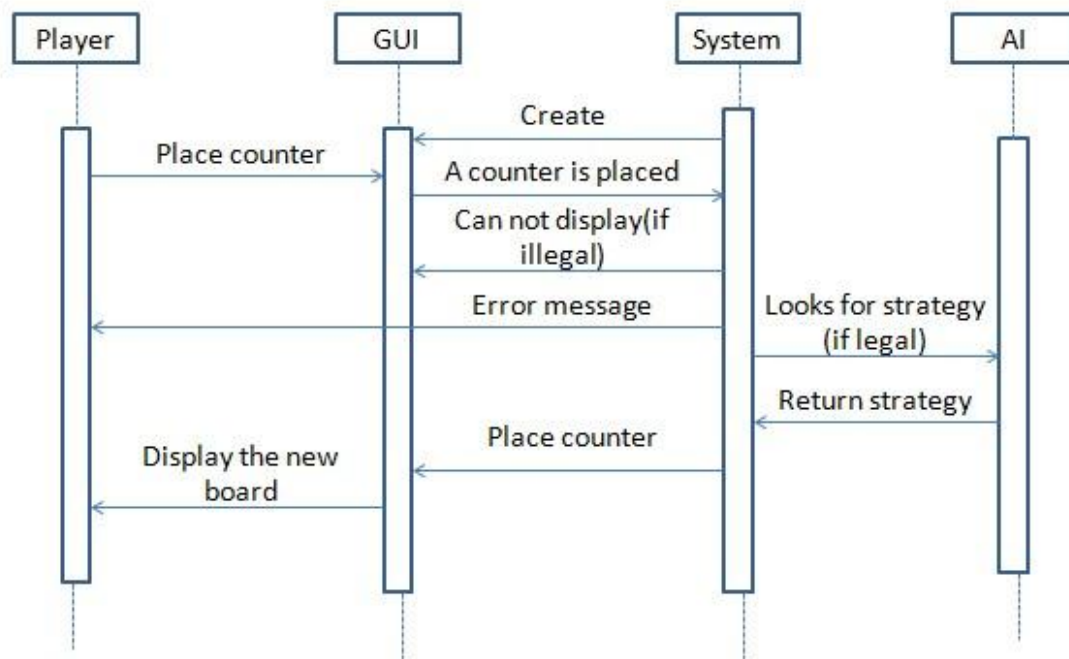 Player
GUI
System
AI
Create
Place counter
A counter is placed
Can not display(if
illegal)
Error message
Looks for strategy
(if legal)
Return strategy
Place counter
Display the new
board